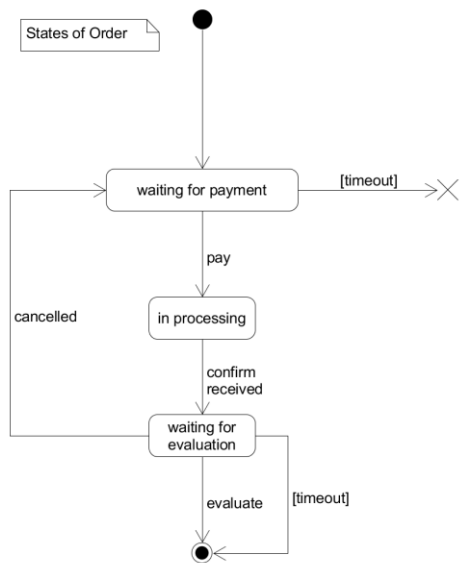 States of Order
waiting for payment
[timeout]
pay
cancelled
in processing
confirm
received
waiting for
evaluation
evaluate
[timeout]